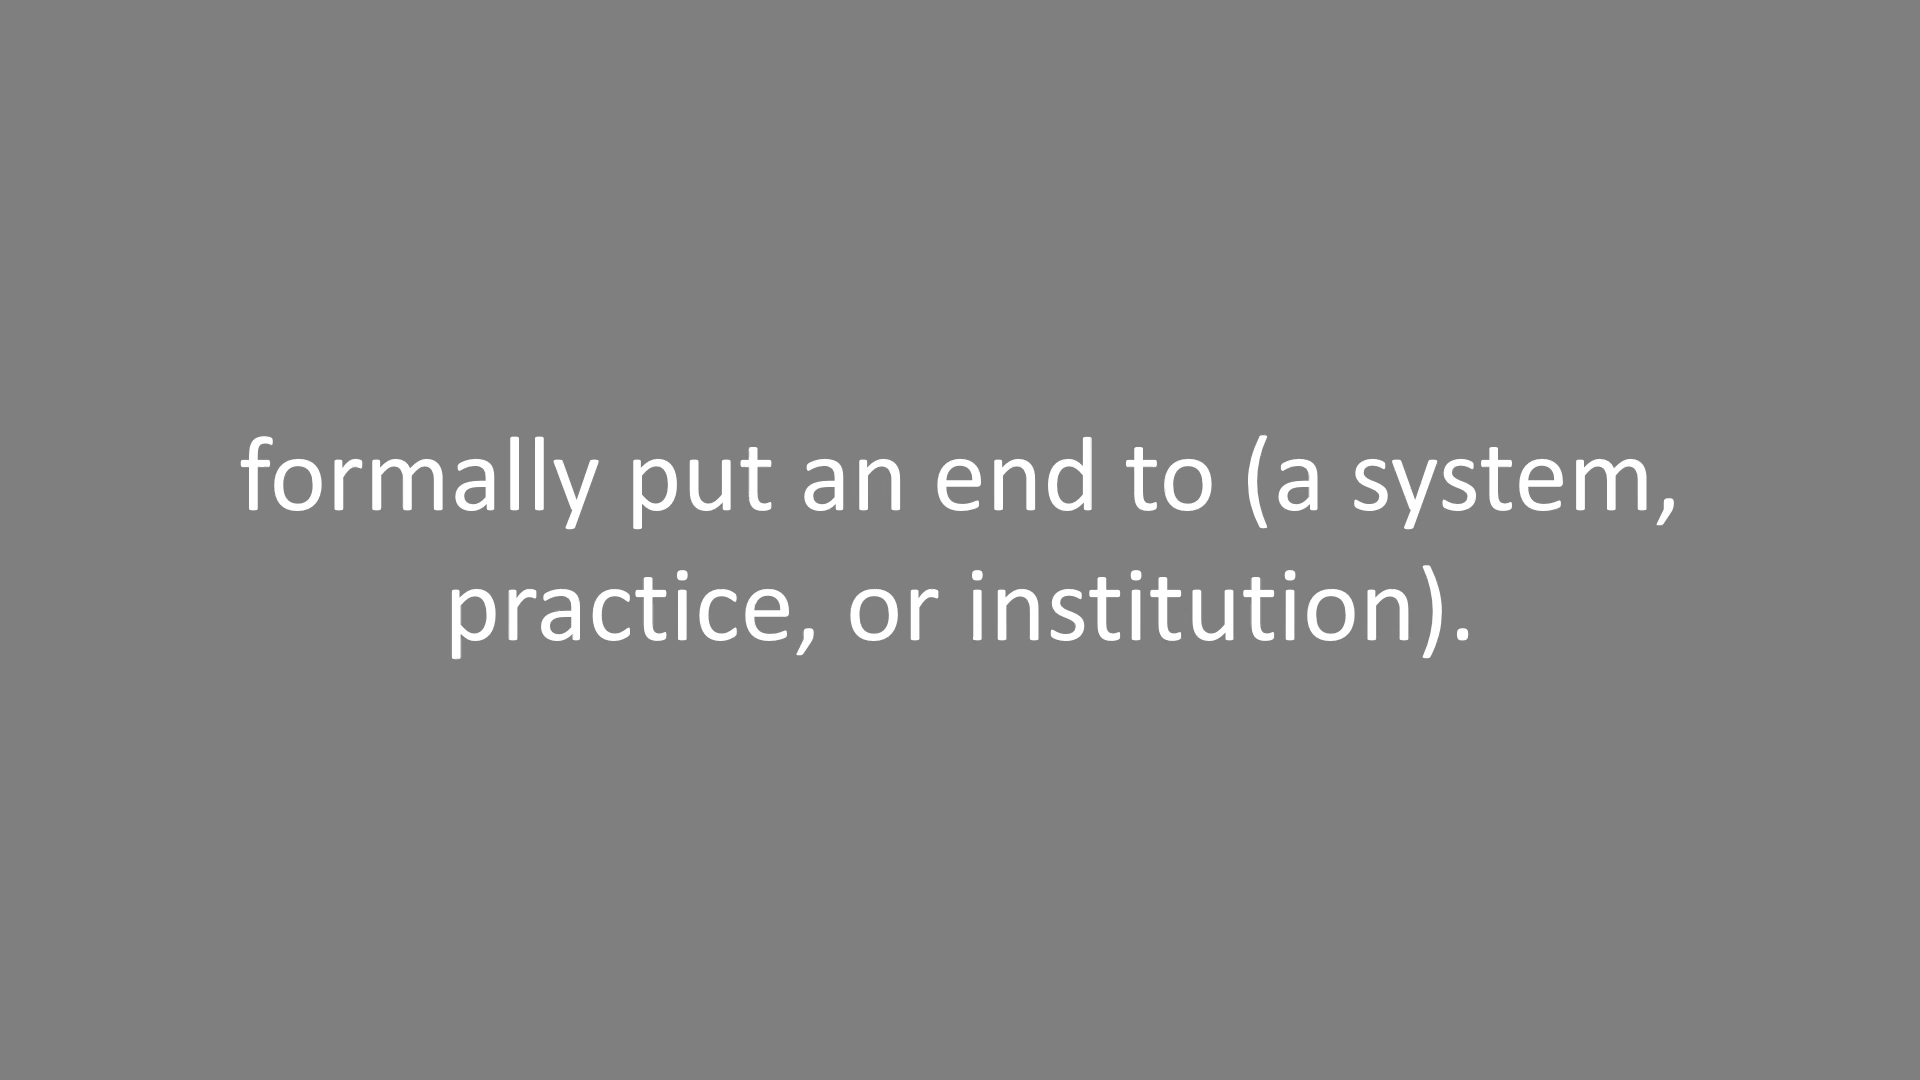 formally put an end to (a system,
practice, or institution).